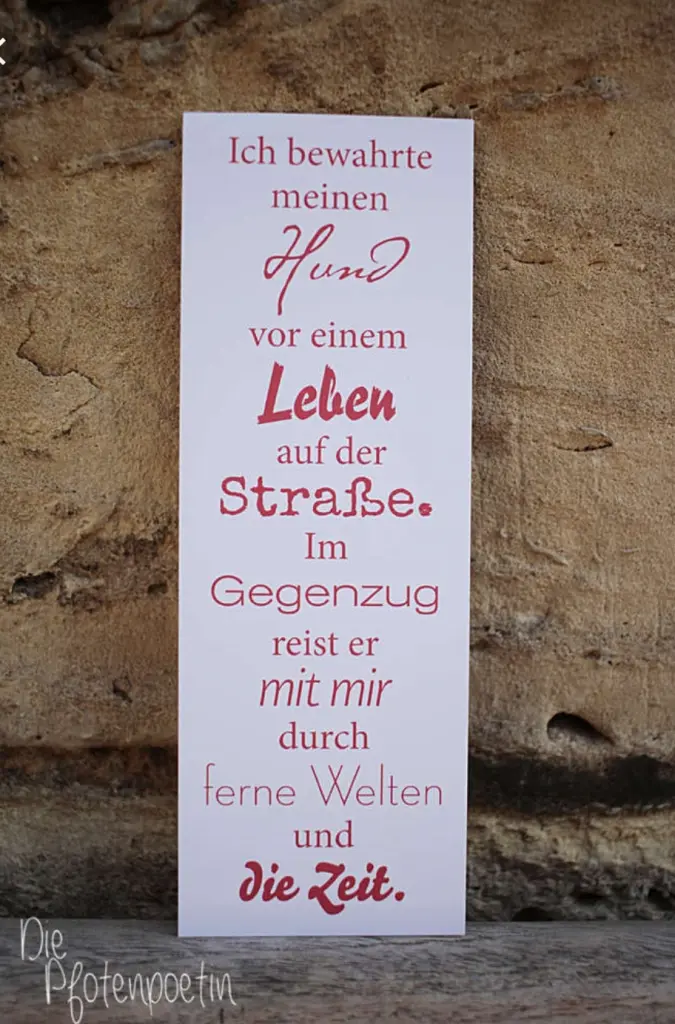 Ich bewahrte
meinen
Hund
vor einem
Leben
auf der
Straße.
Im
Gegenzug
reist er
mit mir
durch
ferne Welten
und
die Zeit.
Die
Pfotenpoetin